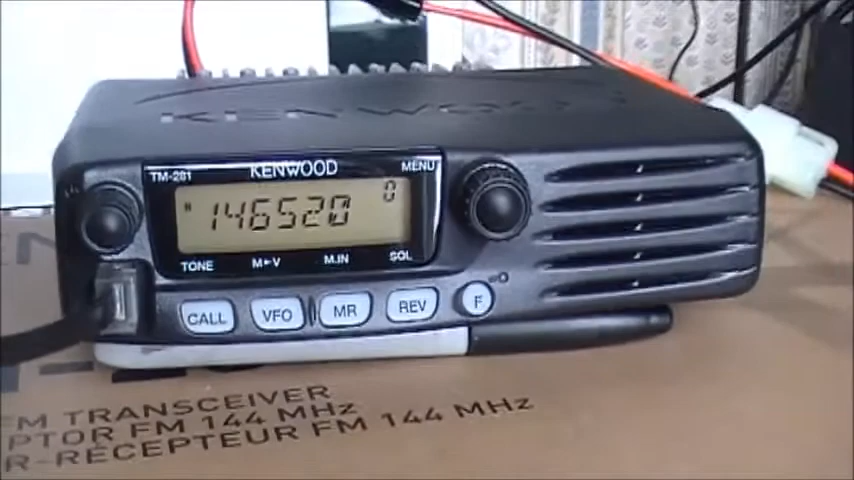 KENWOOD
TM-281 KENWOOD MENU
146520 0
TONE M►V M.IN SQL
CALL VFO MR REV F
FM TRANSCEIVER
FM 144 MHz
R-RÉCEPTEUR FM 144 MHz